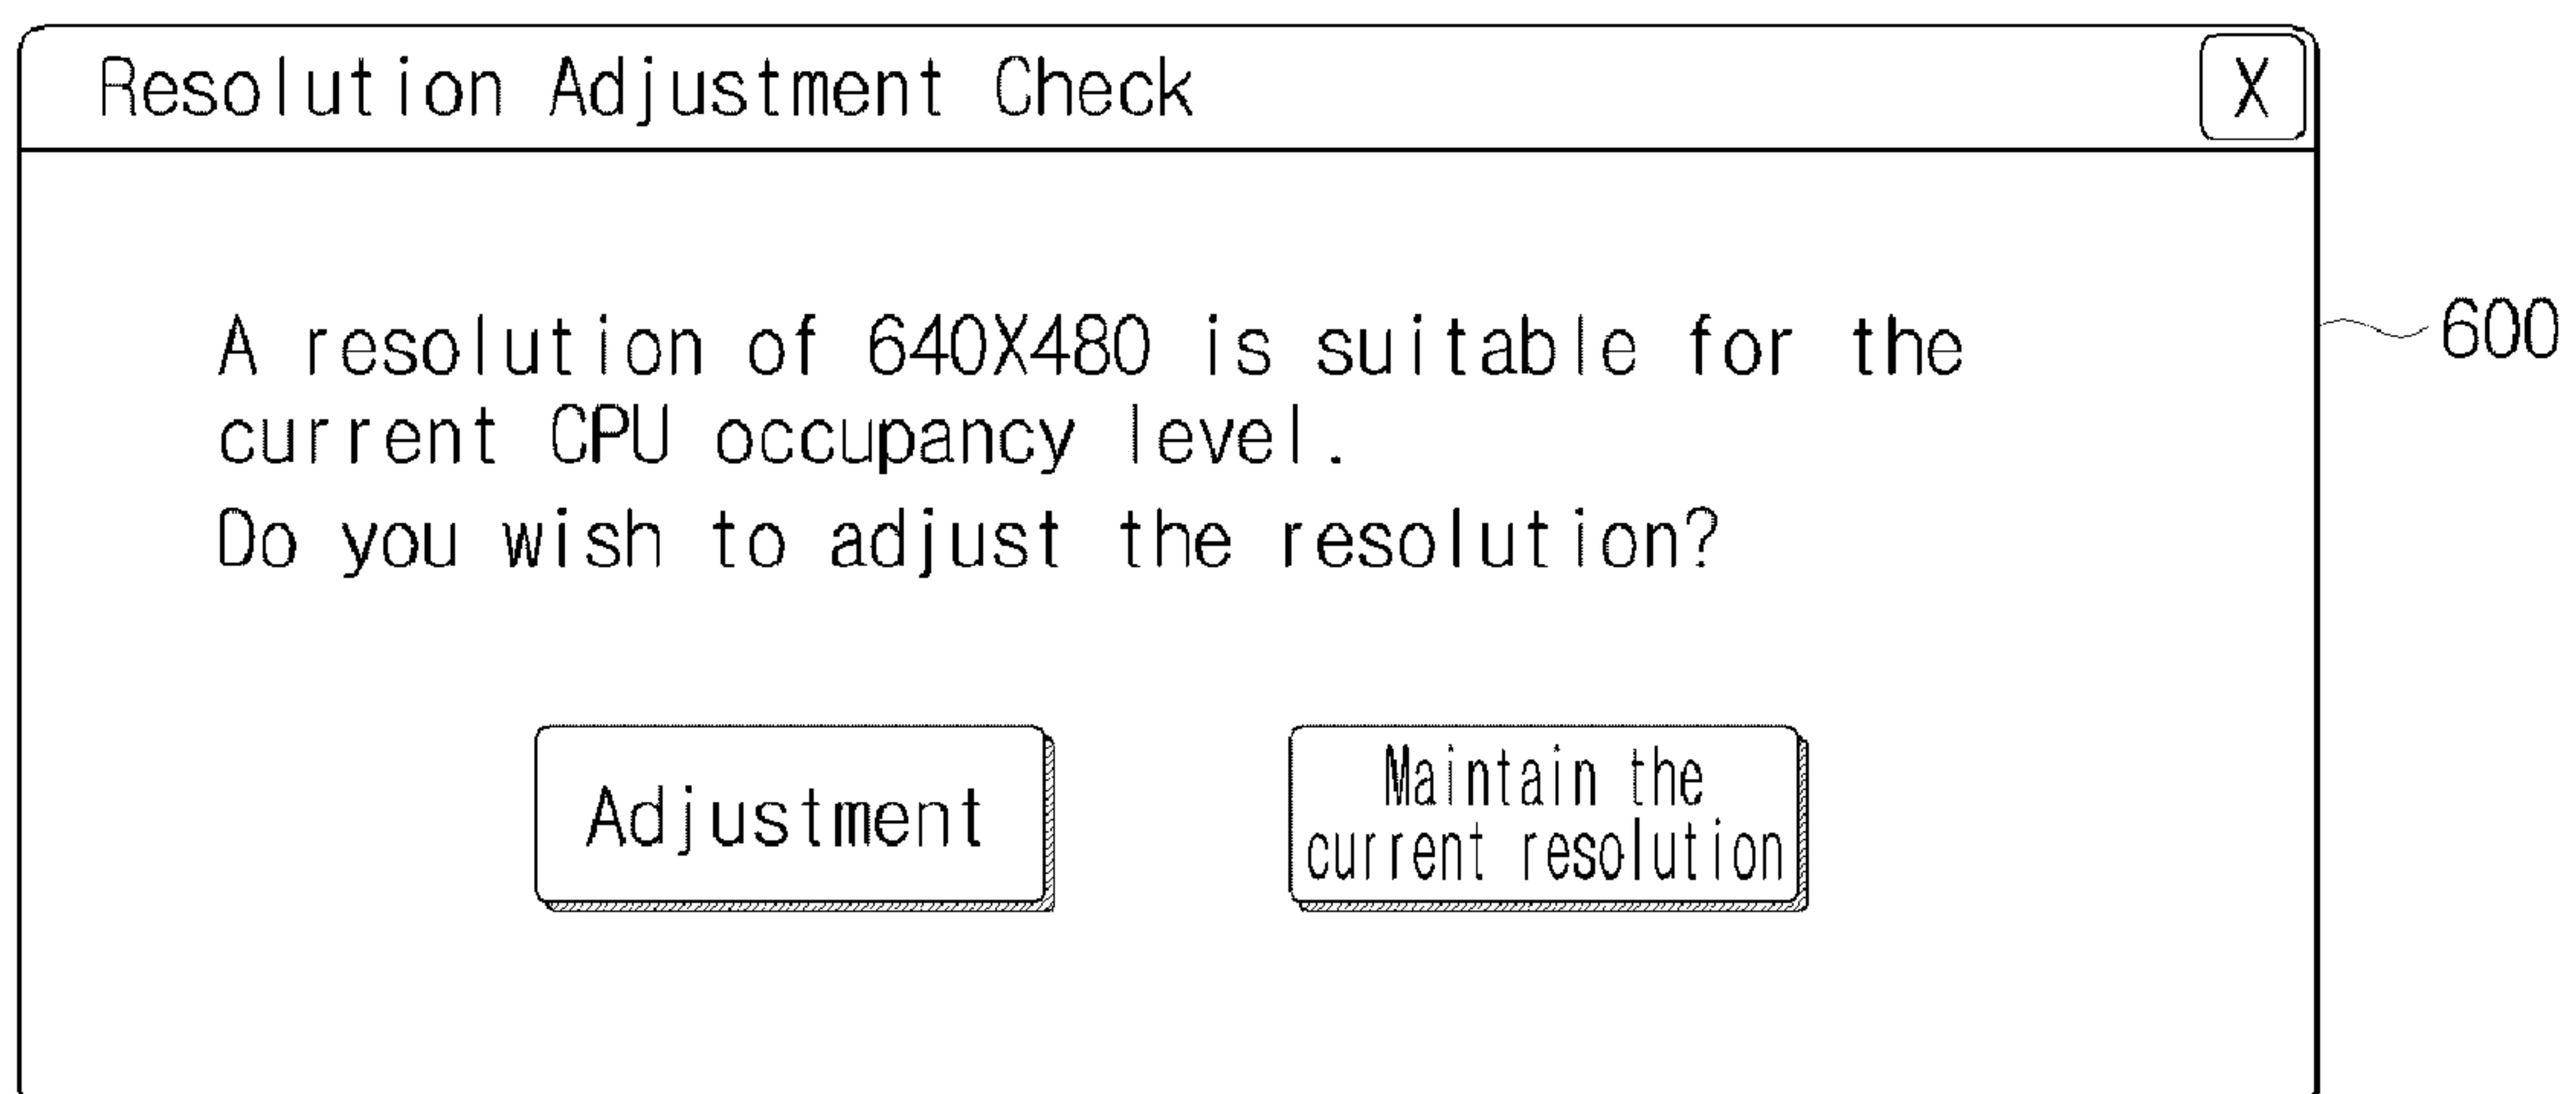 Resolution Adjustment Check X
A resolution of 640X480 is suitable for the
current CPU occupancy level.
Do you wish to adjust the resolution?
600
Adjustment
Maintain the
current resolution